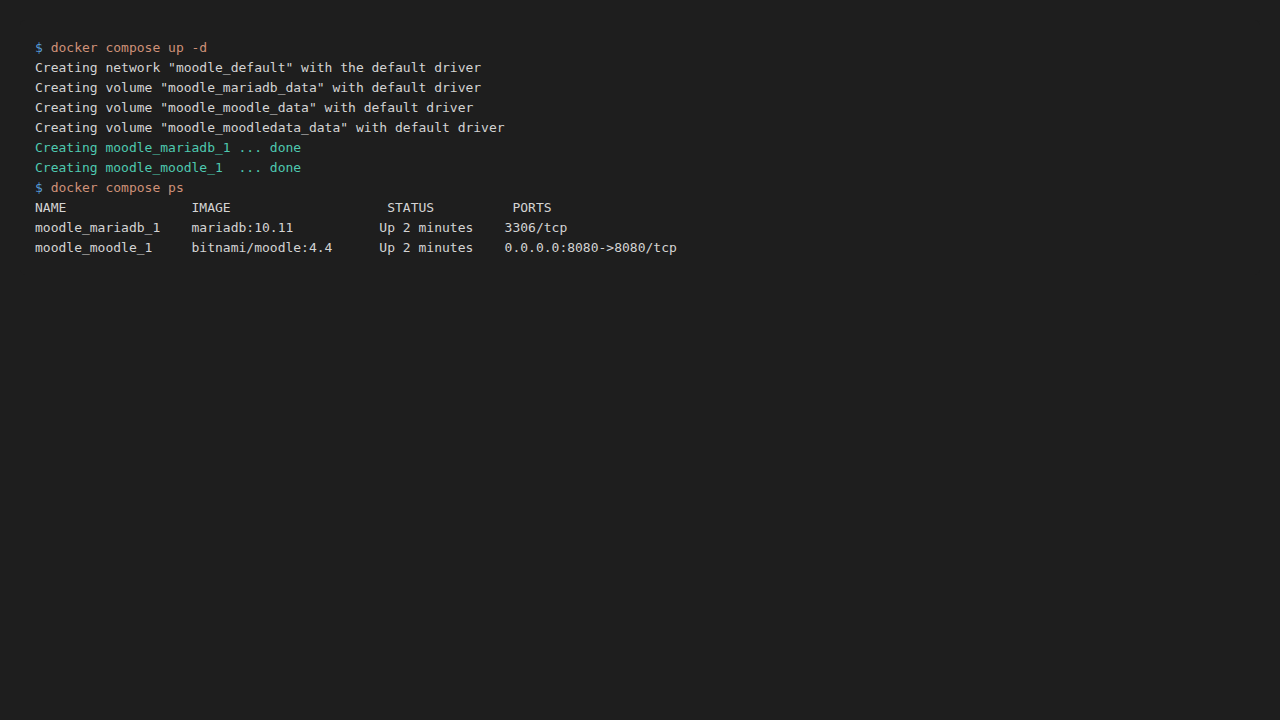 $ docker compose up -d
Creating network "moodle_default" with the default driver
Creating volume "moodle_mariadb_data" with default driver
Creating volume "moodle_moodle_data" with default driver
Creating volume "moodle_moodledata_data" with default driver
Creating moodle_mariadb_1 ... done
Creating moodle_moodle_1  ... done
$ docker compose ps
NAME                IMAGE                    STATUS          PORTS
moodle_mariadb_1    mariadb:10.11           Up 2 minutes    3306/tcp
moodle_moodle_1     bitnami/moodle:4.4      Up 2 minutes    0.0.0.0:8080->8080/tcp